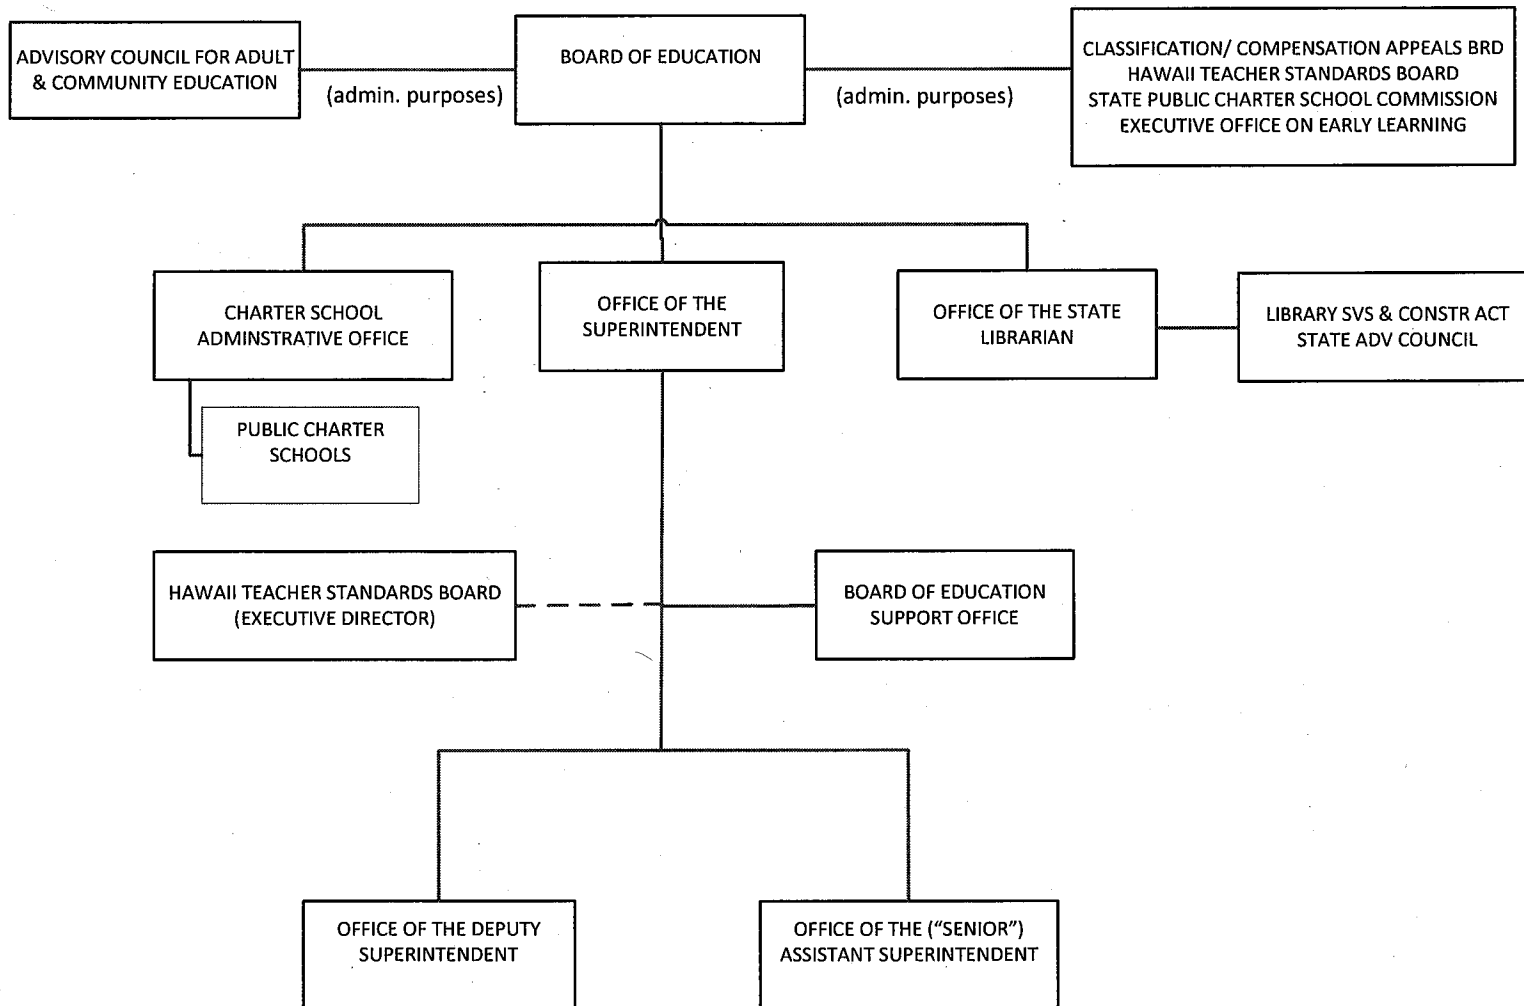 ADVISORY COUNCIL FOR ADULT
& COMMUNITY EDUCATION
(admin. purposes)
BOARD OF EDUCATION
(admin. purposes)
CLASSIFICATION/ COMPENSATION APPEALS BRD
HAWAII TEACHER STANDARDS BOARD
STATE PUBLIC CHARTER SCHOOL COMMISSION
EXECUTIVE OFFICE ON EARLY LEARNING
CHARTER SCHOOL
ADMINSTRATIVE OFFICE
OFFICE OF THE
SUPERINTENDENT
OFFICE OF THE STATE
LIBRARIAN
LIBRARY SVS & CONSTR ACT
STATE ADV COUNCIL
PUBLIC CHARTER
SCHOOLS
HAWAII TEACHER STANDARDS BOARD
(EXECUTIVE DIRECTOR)
BOARD OF EDUCATION
SUPPORT OFFICE
OFFICE OF THE DEPUTY
SUPERINTENDENT
OFFICE OF THE (“SENIOR”)
ASSISTANT SUPERINTENDENT